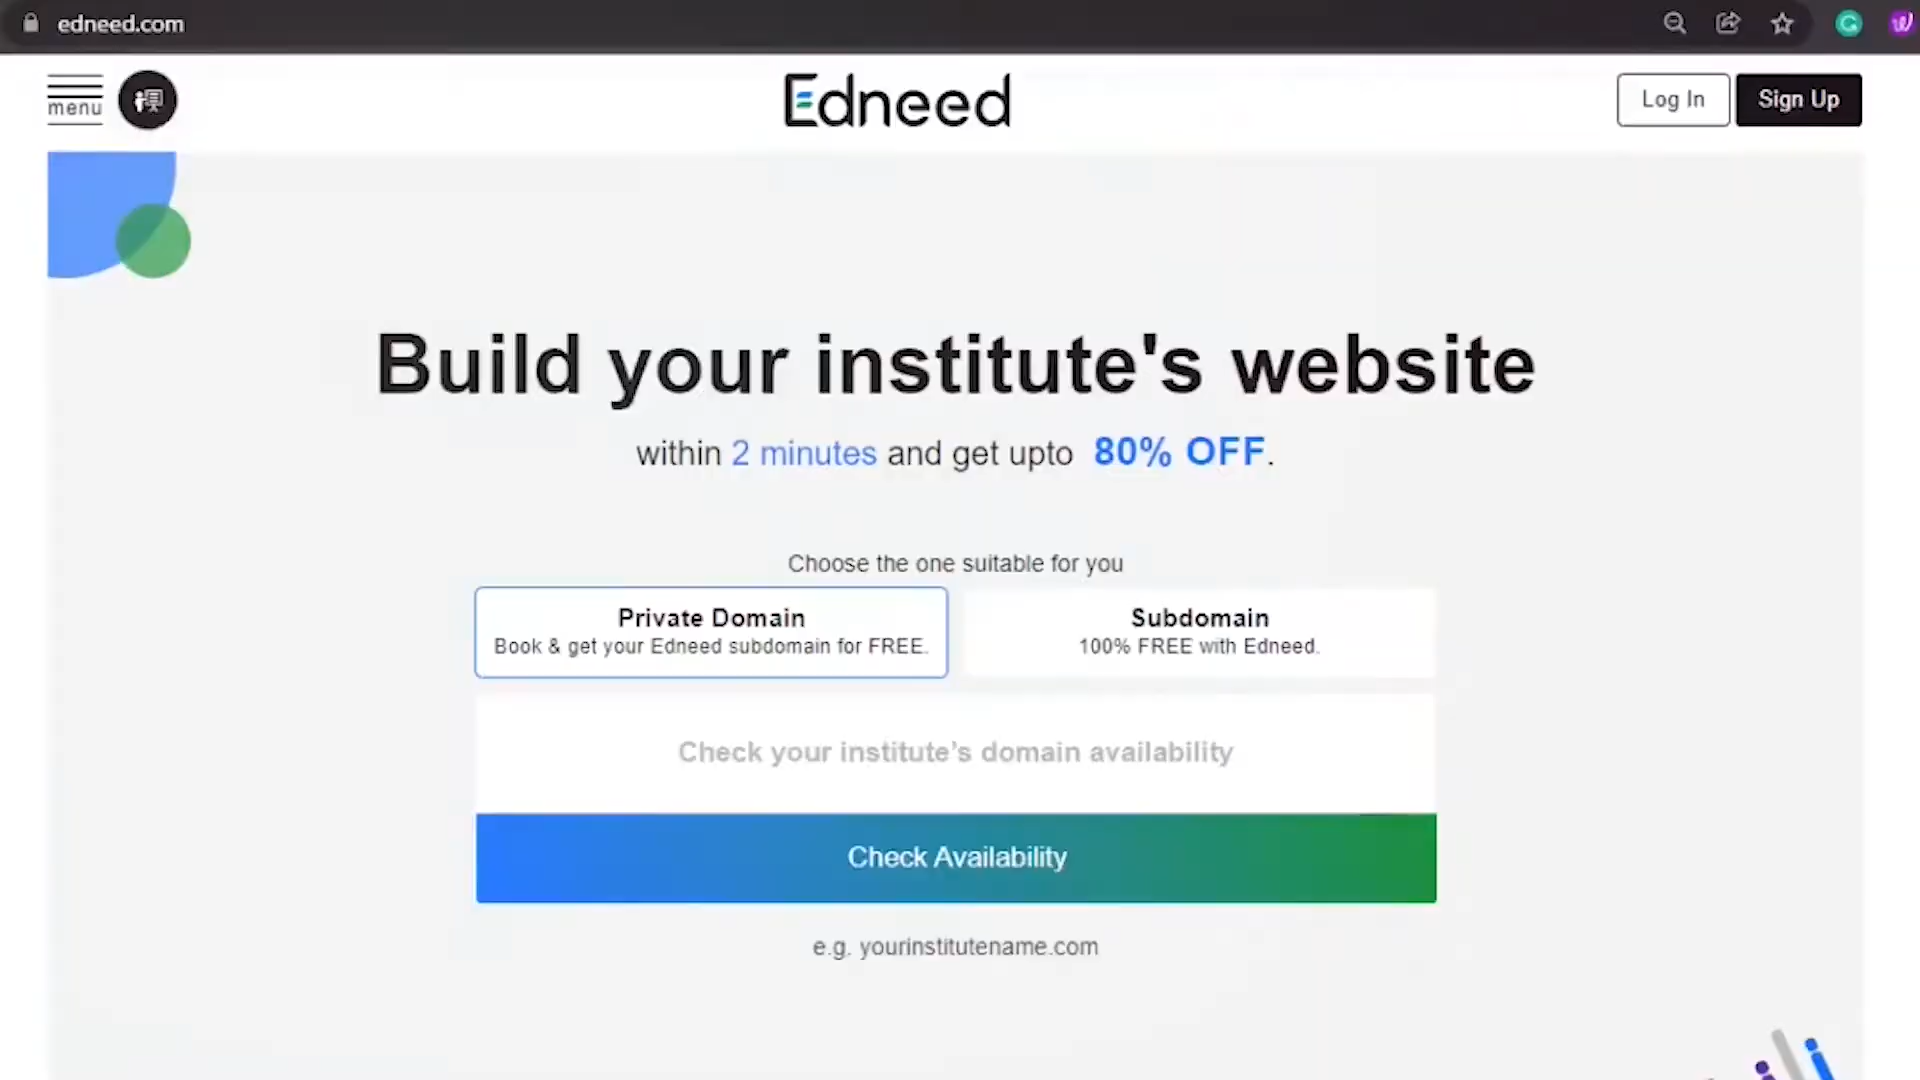 edneed.com
menu
Edneed
Log In
Sign Up
Build your institute's website
within 2 minutes and get upto 80% OFF.
Choose the one suitable for you
Private Domain
Book & get your Edneed subdomain for FREE.
Subdomain
100% FREE with Edneed.
Check your institute’s domain availability
Check Availability
e.g. yourinstitutename.com